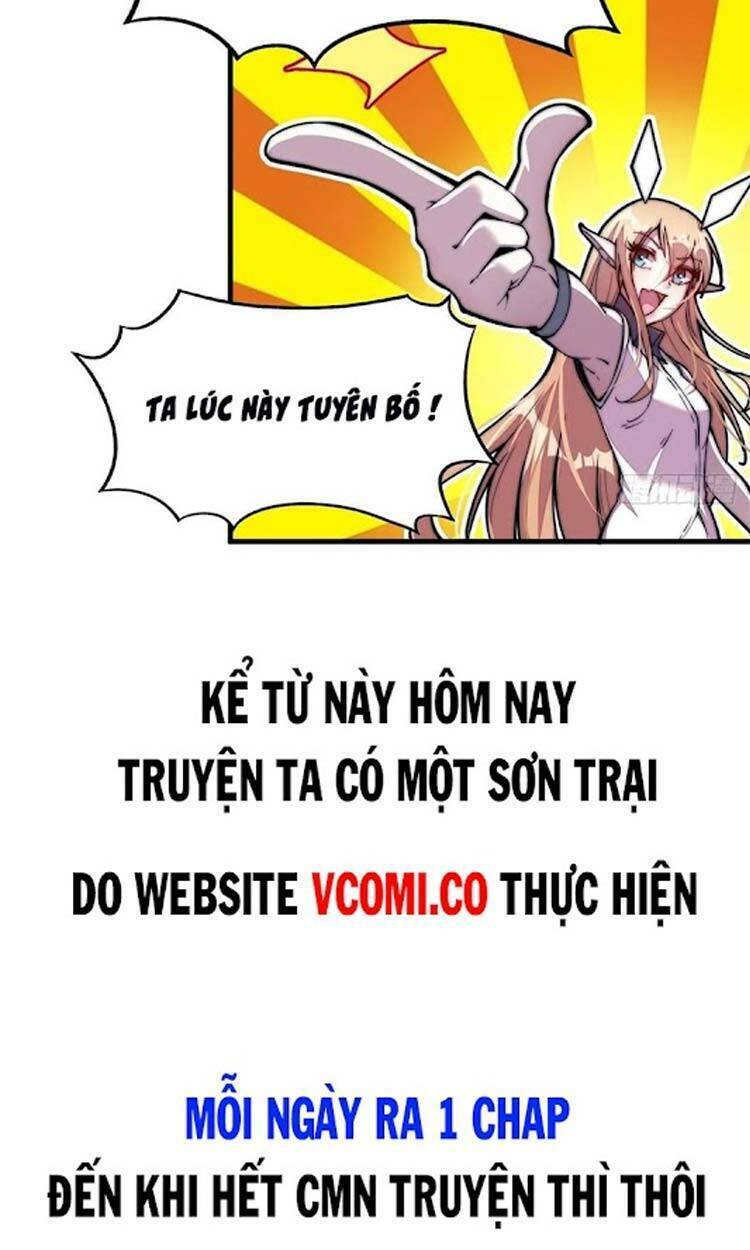 TA LÚC NÀY TUYÊN BỐ !
KỂ TỪ NÀY HÔM NAY
TRUYỆN TA CÓ MỘT SƠN TRẠI
DO WEBSITE VCOMI.CO THỰC HIỆN
MỖI NGÀY RA 1 CHAP
ĐẾN KHI HẾT CMN TRUYỆN THÌ THÔI